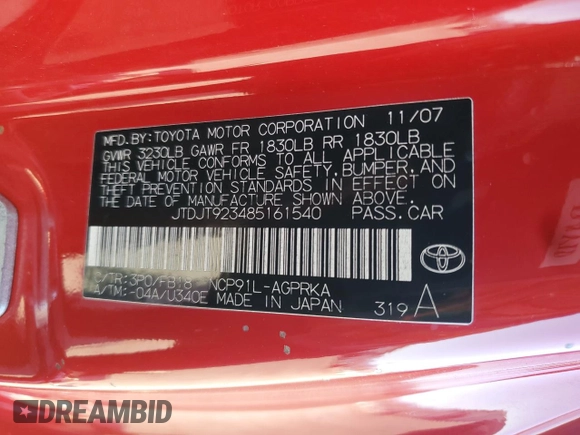 MFD.BY:TOYOTA MOTOR CORPORATION 11/07
GVWR 3230LB GAWR FR 1830LB RR 1830LB
THIS VEHICLE CONFORMS TO ALL APPLICABLE
FEDERAL MOTOR VEHICLE SAFETY,BUMPER,AND
THEFT PREVENTION STANDARDS IN EFFECT ON
THE DATE OF MANUFACTURE SHOWN ABOVE.
JTDJT923485161540 PASS.CAR
C/TR:3P0/FB18 NCP91L-AGPRKA
A/TM:-04A/U340E MADE IN JAPAN 319 A
DREAMBID